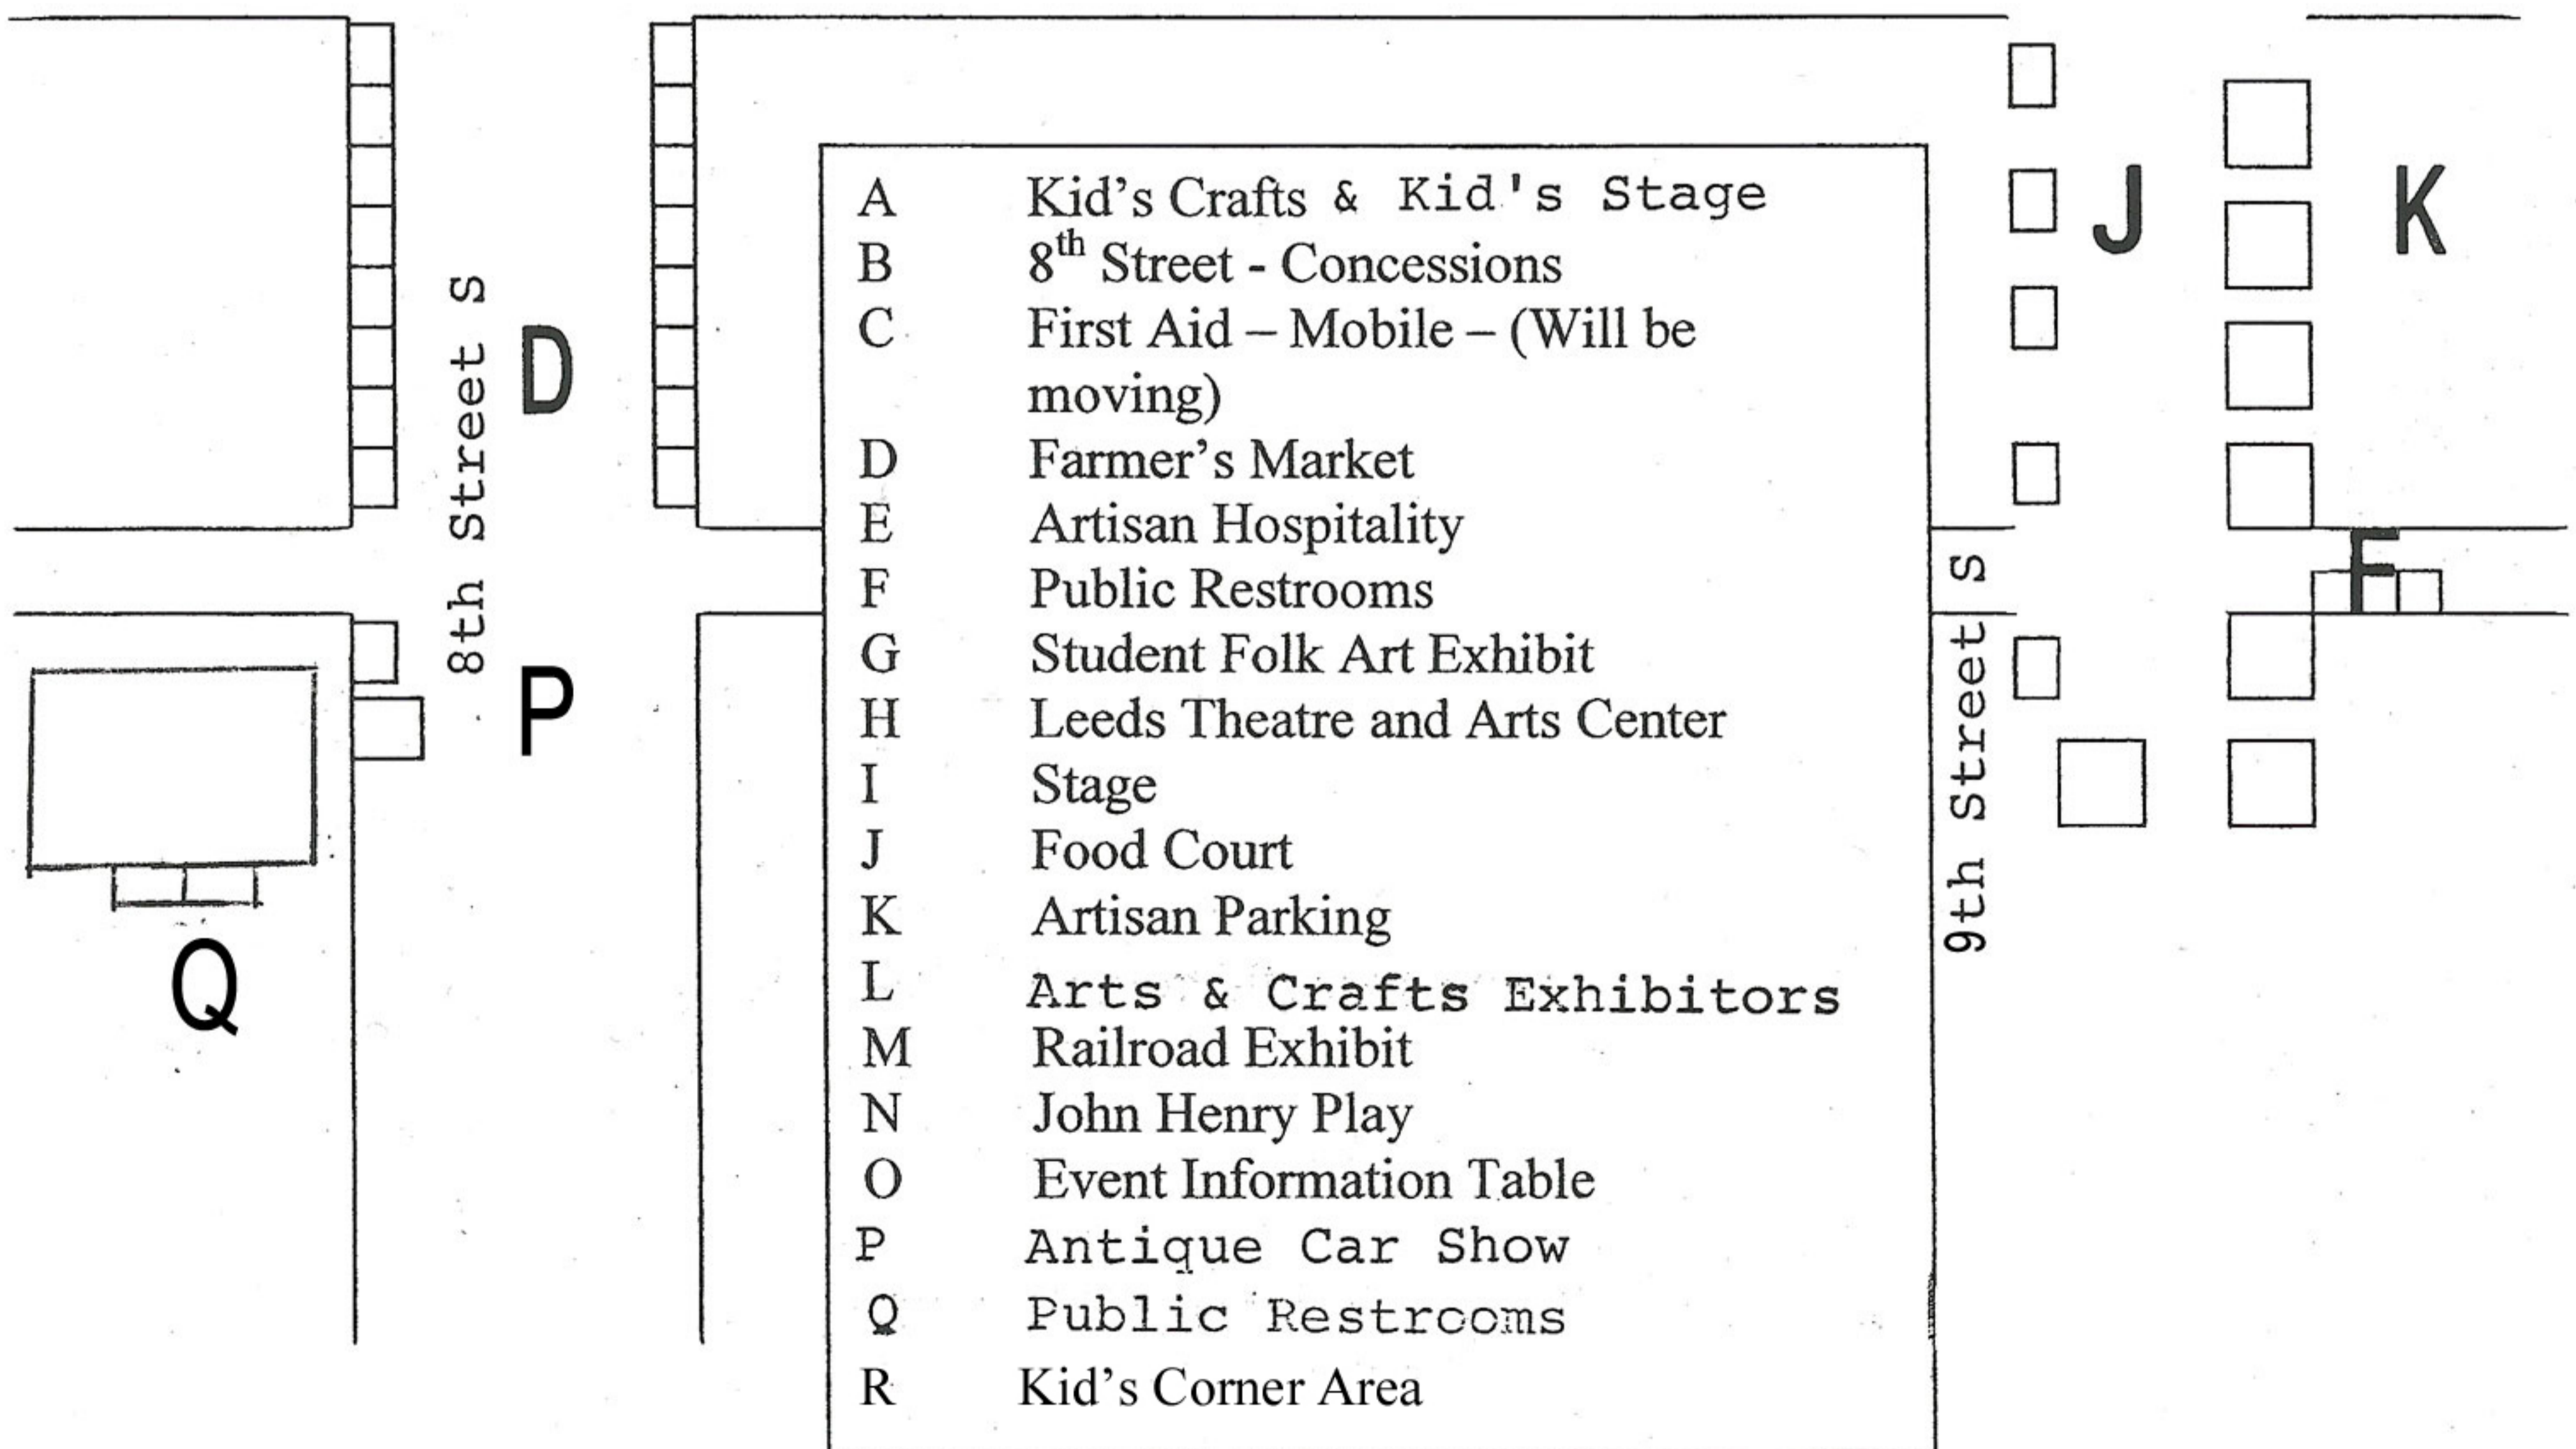 8th Street S
D
P
Q
A Kid's Crafts & Kid's Stage
B 8th Street - Concessions
C First Aid – Mobile – (Will be
moving)
D Farmer's Market
E Artisan Hospitality
F Public Restrooms
G Student Folk Art Exhibit
H Leeds Theatre and Arts Center
I Stage
J Food Court
K Artisan Parking
L Arts & Crafts Exhibitors
M Railroad Exhibit
N John Henry Play
O Event Information Table
P Antique Car Show
Q Public Restrooms
R Kid's Corner Area
9th Street S
J
K
F